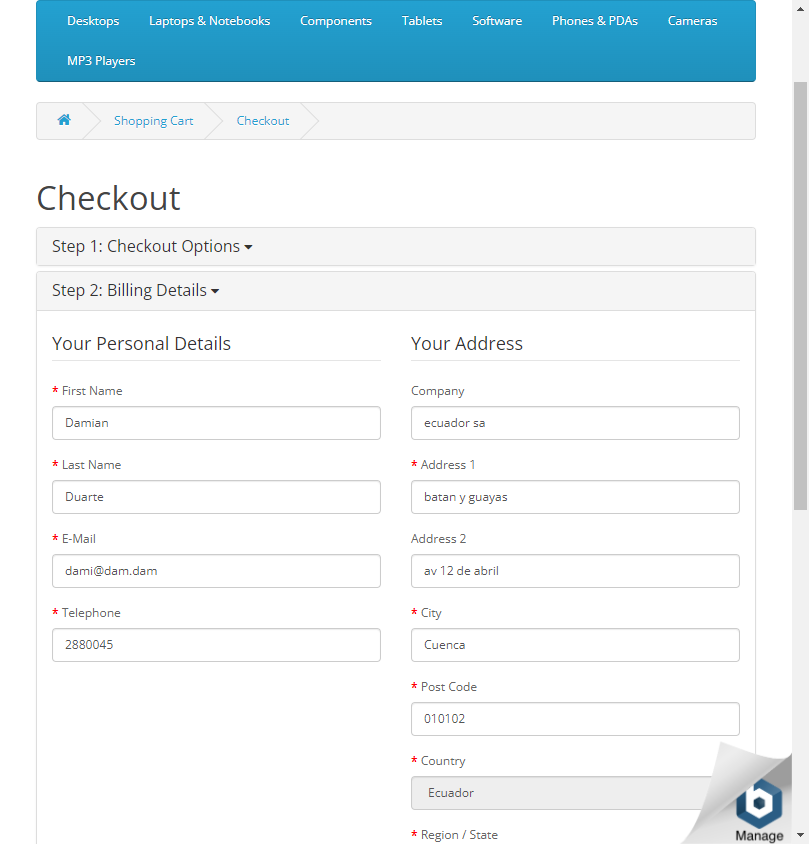 Desktops Laptops & Notebooks Components Tablets Software Phones & PDAs Cameras
MP3 Players
Shopping Cart Checkout
Checkout
Step 1: Checkout Options
Step 2: Billing Details
Your Personal Details
* First Name
Damian
* Last Name
Duarte
* E-Mail
dami@dam.dam
* Telephone
2880045
Your Address
Company
ecuador sa
* Address 1
batan y guayas
Address 2
av 12 de abril
* City
Cuenca
* Post Code
010102
* Country
Ecuador
* Region / State
b
Manage